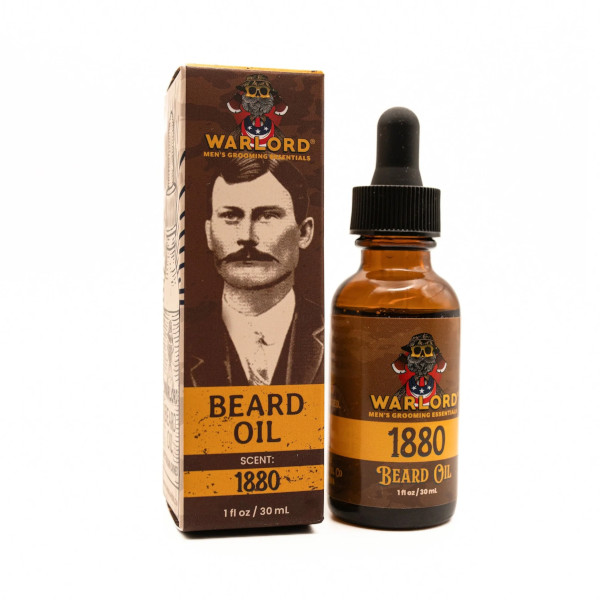 WARLORD®
MEN'S GROOMING ESSENTIALS
BEARD
OIL
SCENT:
1880
1 fl oz / 30 mL
WARLORD
MEN'S GROOMING ESSENTIALS
1880
BEARD OIL
1 fl oz / 30 mL